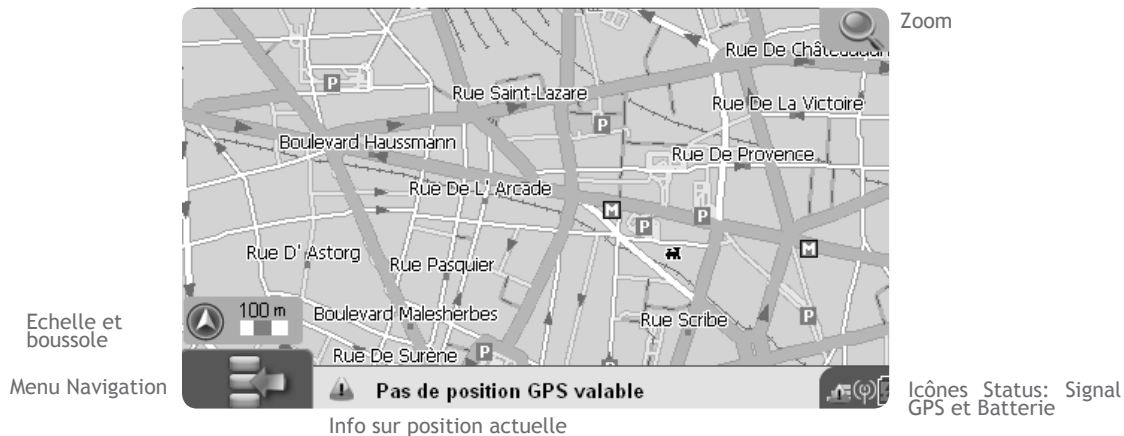 Zoom
Rue De Châteaudun
Rue Saint-Lazare
Rue De La Victoire
P
P
Boulevard Haussmann
Rue De Provence
Rue De L' Arcade
M
P
P
M
Rue D' Astorg
Rue Pasquier
100 m
Boulevard Malesherbes
Rue Scribe
P
Echelle et
boussole
Rue De Surène
P
Menu Navigation
Pas de position GPS valable
Icônes Status: Signal
GPS et Batterie
Info sur position actuelle